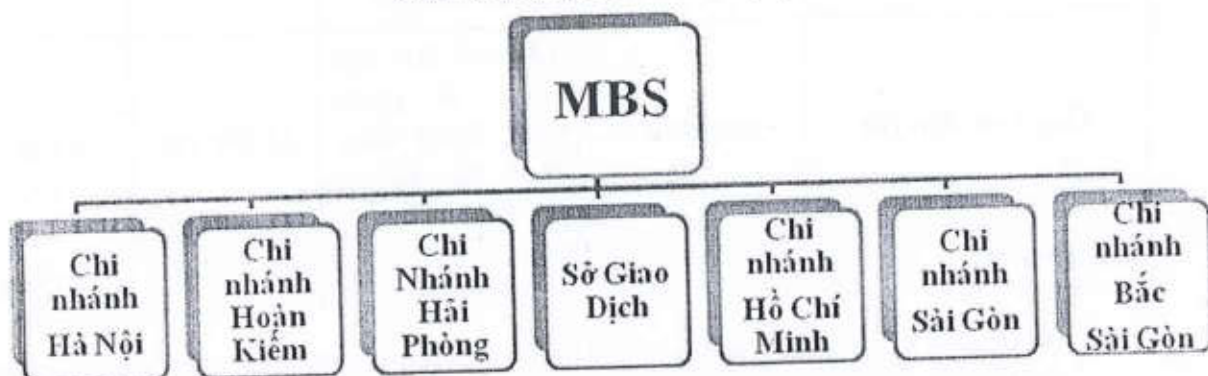 MBS
Chi
nhánh
Hà Nội
Chi
nhánh
Hoàn
Kiếm
Chi
Nhánh
Hải
Phòng
Sở Giao
Dịch
Chi
nhánh
Hồ Chí
Minh
Chi
nhánh
Sài Gòn
Chi
nhánh
Bắc
Sài Gòn